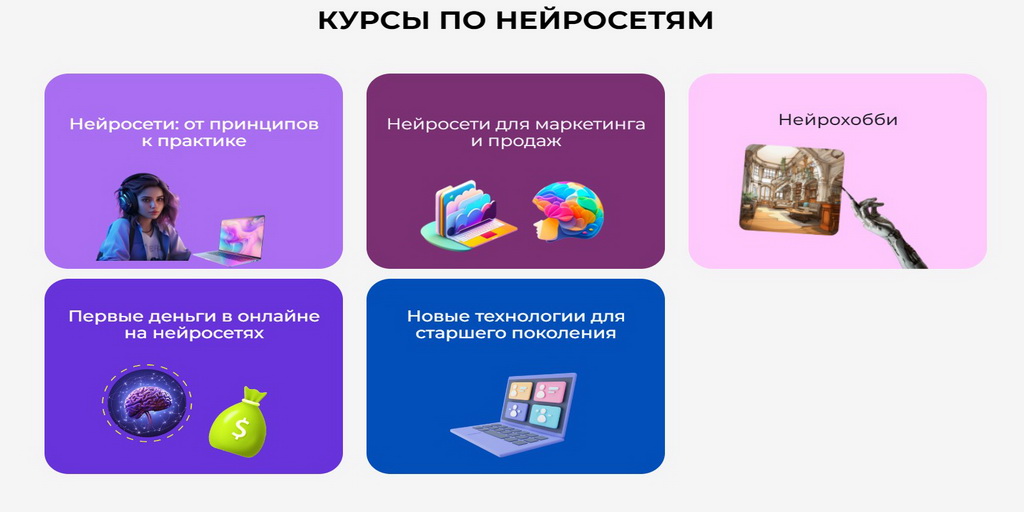 КУРСЫ ПО НЕЙРОСЕТЯМ
Нейросети: от принципов
к практике
Нейросети для маркетинга
и продаж
Нейрохобби
Первые деньги в онлайне
на нейросетях
$
Новые технологии для
старшего поколения